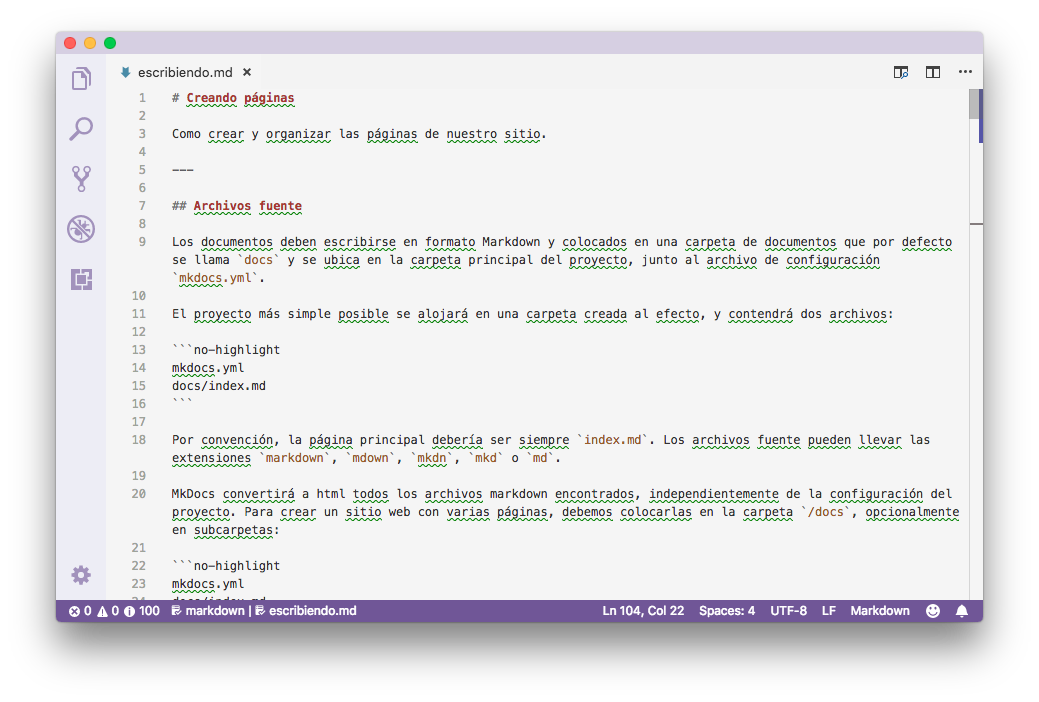 escribiendo.md ×
1 # Creando páginas
2
3 Como crear y organizar las páginas de nuestro sitio.
4
5 ---
6
7 ## Archivos fuente
8
9 Los documentos deben escribirse en formato Markdown y colocados en una carpeta de documentos que por defecto
se llama `docs` y se ubica en la carpeta principal del proyecto, junto al archivo de configuración
`mkdocs.yml`.
10
11 El proyecto más simple posible se alojará en una carpeta creada al efecto, y contendrá dos archivos:
12
13 ```no-highlight
14 mkdocs.yml
15 docs/index.md
16 ```
17
18 Por convención, la página principal debería ser siempre `index.md`. Los archivos fuente pueden llevar las
extensiones `markdown`, `mdown`, `mkdn`, `mkd` o `md`.
19
20 MkDocs convertirá a html todos los archivos markdown encontrados, independientemente de la configuración del
proyecto. Para crear un sitio web con varias páginas, debemos colocarlas en la carpeta `/docs`, opcionalmente
en subcarpetas:
21
22 ```no-highlight
23 mkdocs.yml
24 docs/index.md
0 0 100 markdown | escribiendo.md Ln 104, Col 22 Spaces: 4 UTF-8 LF Markdown